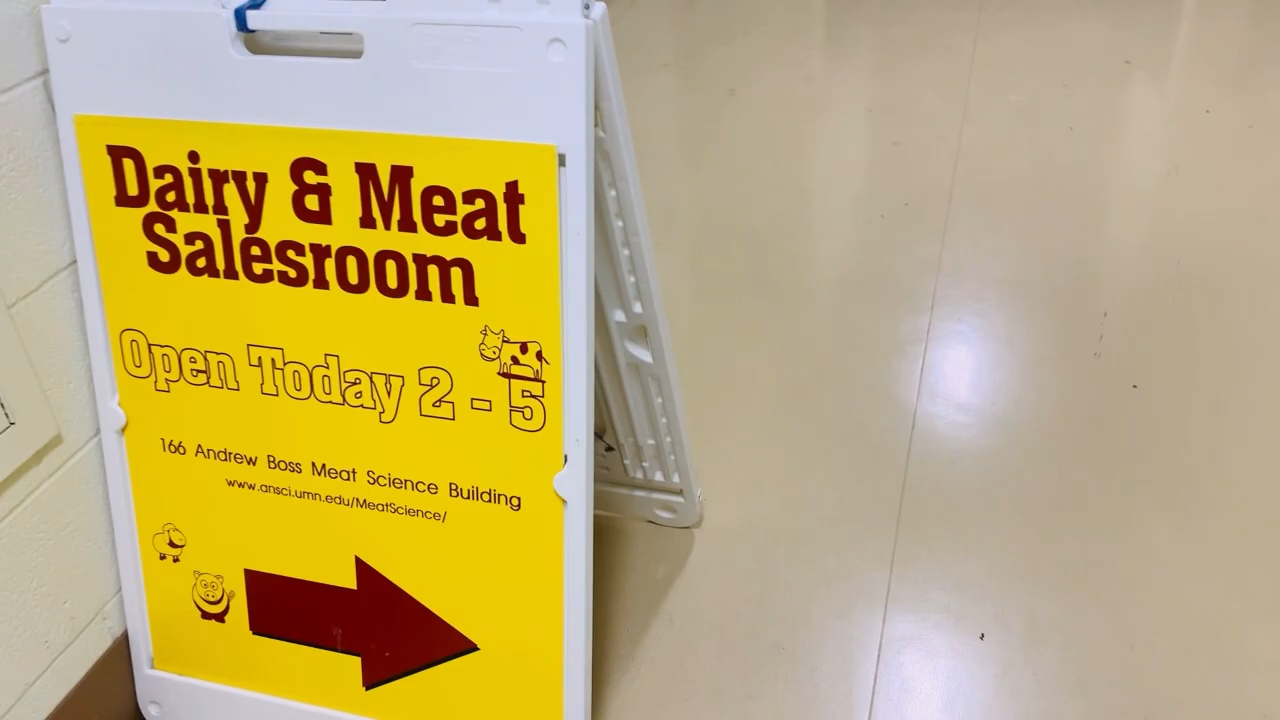 Dairy & Meat
Salesroom
Open Today 2 - 5
166 Andrew Boss Meat Science Building
www.ansci.umn.edu/MeatScience/